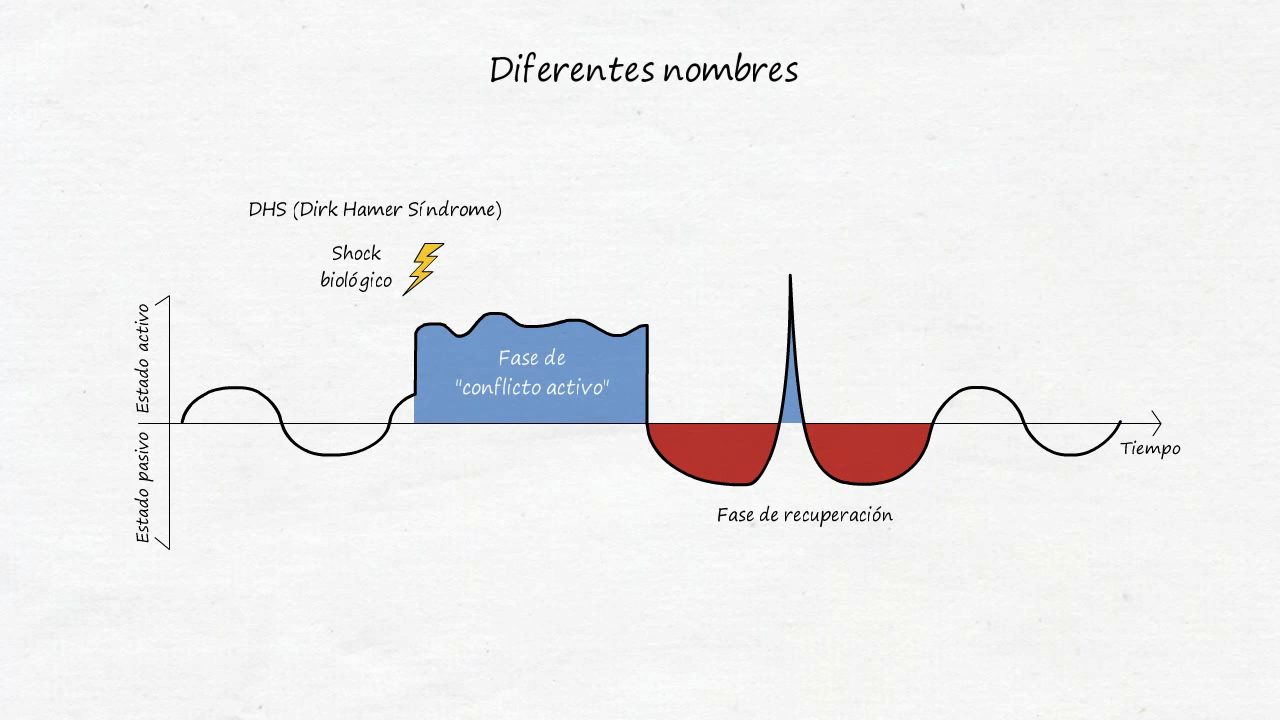 Diferentes nombres
DHS (Dirk Hamer Síndrome)
Shock
biológico
Estado activo
Fase de
"conflicto activo"
Estado pasivo
Tiempo
Fase de recuperación